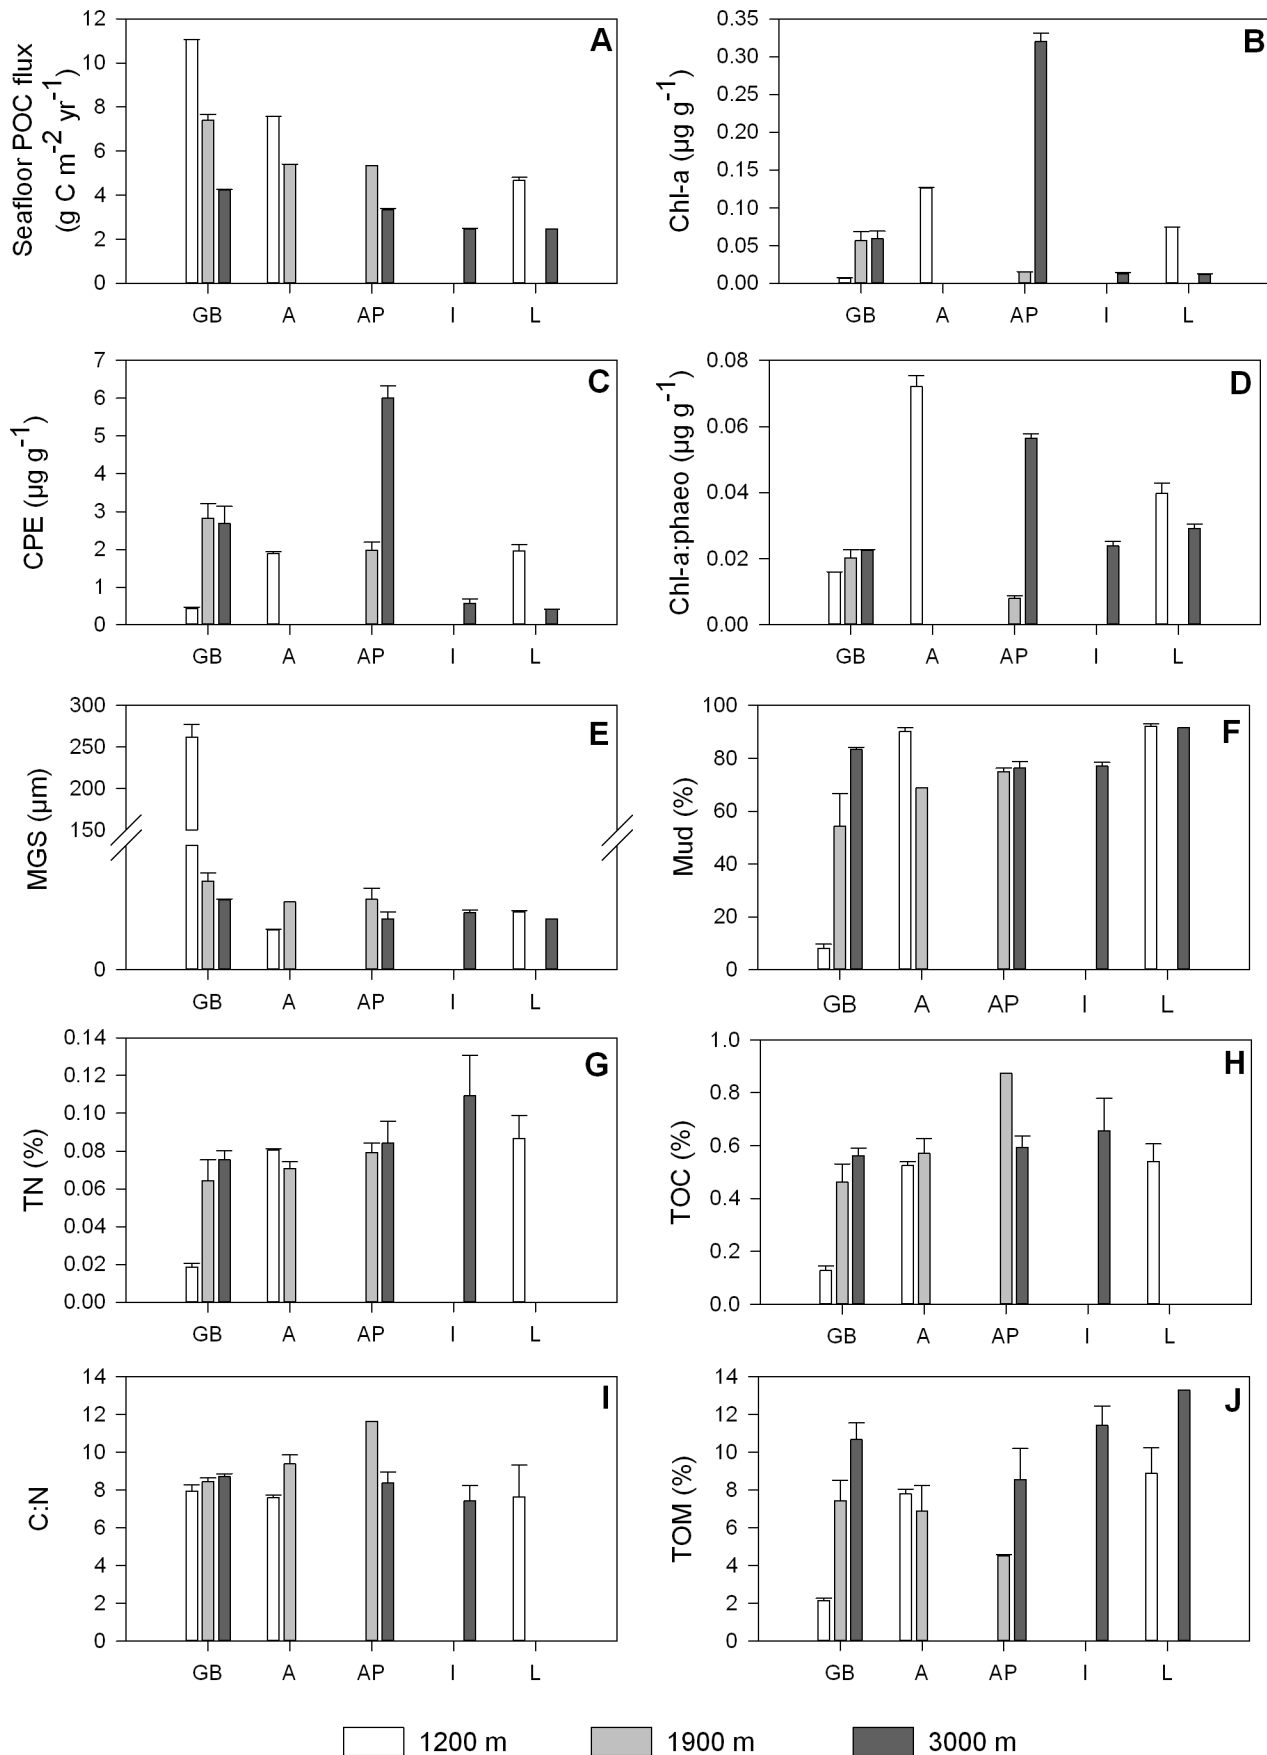 A
Seafloor POC flux
(g C m-2 yr-1)
12
10
8
6
4
2
0
GB A AP I L
B
Chl-a (µg g-1)
0.35
0.30
0.25
0.20
0.15
0.10
0.05
0.00
GB A AP I L
C
CPE (µg g-1)
7
6
5
4
3
2
1
0
GB A AP I L
D
Chl-a:phaeo (µg g-1)
0.08
0.06
0.04
0.02
0.00
GB A AP I L
E
MGS (µm)
300
250
200
150
0
GB A AP I L
F
Mud (%)
100
80
60
40
20
0
GB A AP I L
G
TN (%)
0.14
0.12
0.10
0.08
0.06
0.04
0.02
0.00
GB A AP I L
H
TOC (%)
1.0
0.8
0.6
0.4
0.2
0.0
GB A AP I L
I
C:N
14
12
10
8
6
4
2
0
GB A AP I L
J
TOM (%)
14
12
10
8
6
4
2
0
GB A AP I L
1200 m 1900 m 3000 m